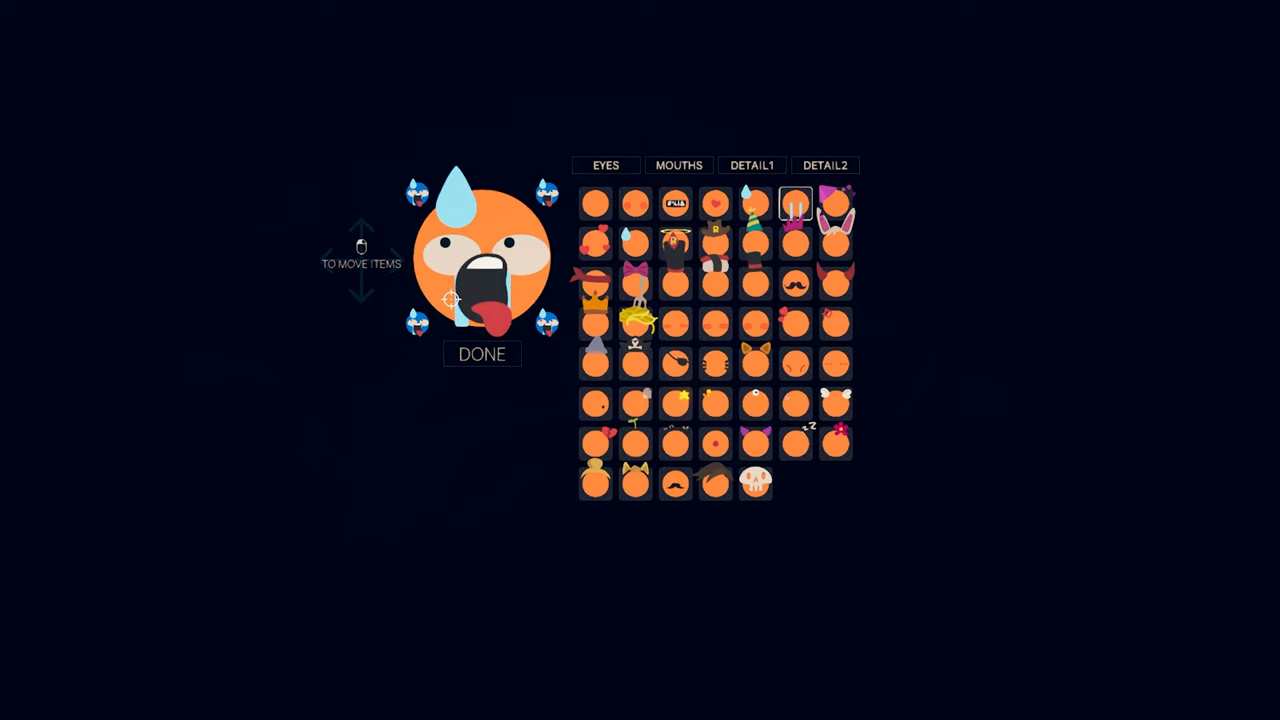 EYES
MOUTHS
DETAIL1
DETAIL2
TO MOVE ITEMS
DONE